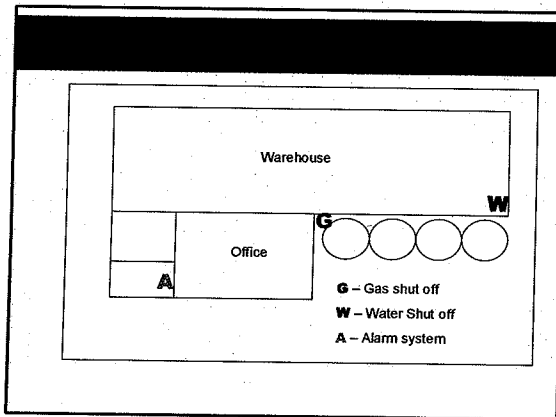 Warehouse
W
G
Office
A
G – Gas shut off
W – Water Shut off
A – Alarm system